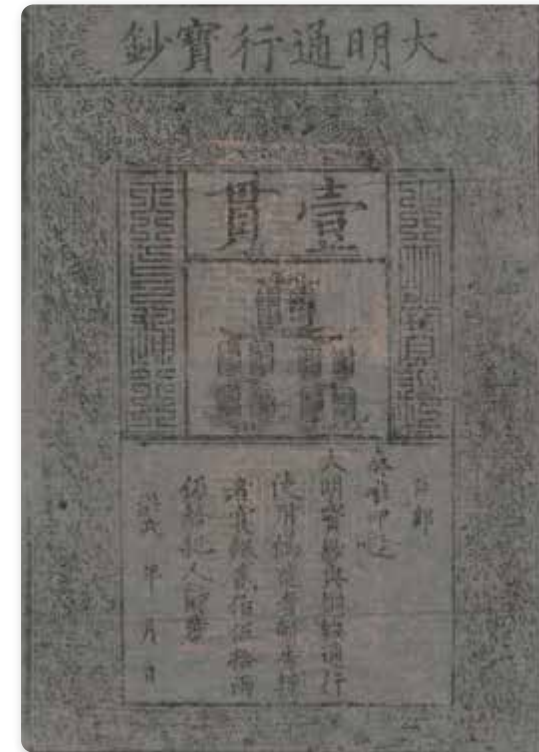 大明通行寶鈔
壹貫
戶部
奏准印造
大明寶鈔與銅錢通行
使用偽造者斬告捕
者賞銀貳佰伍拾兩
仍給犯人財產
洪武 年 月 日